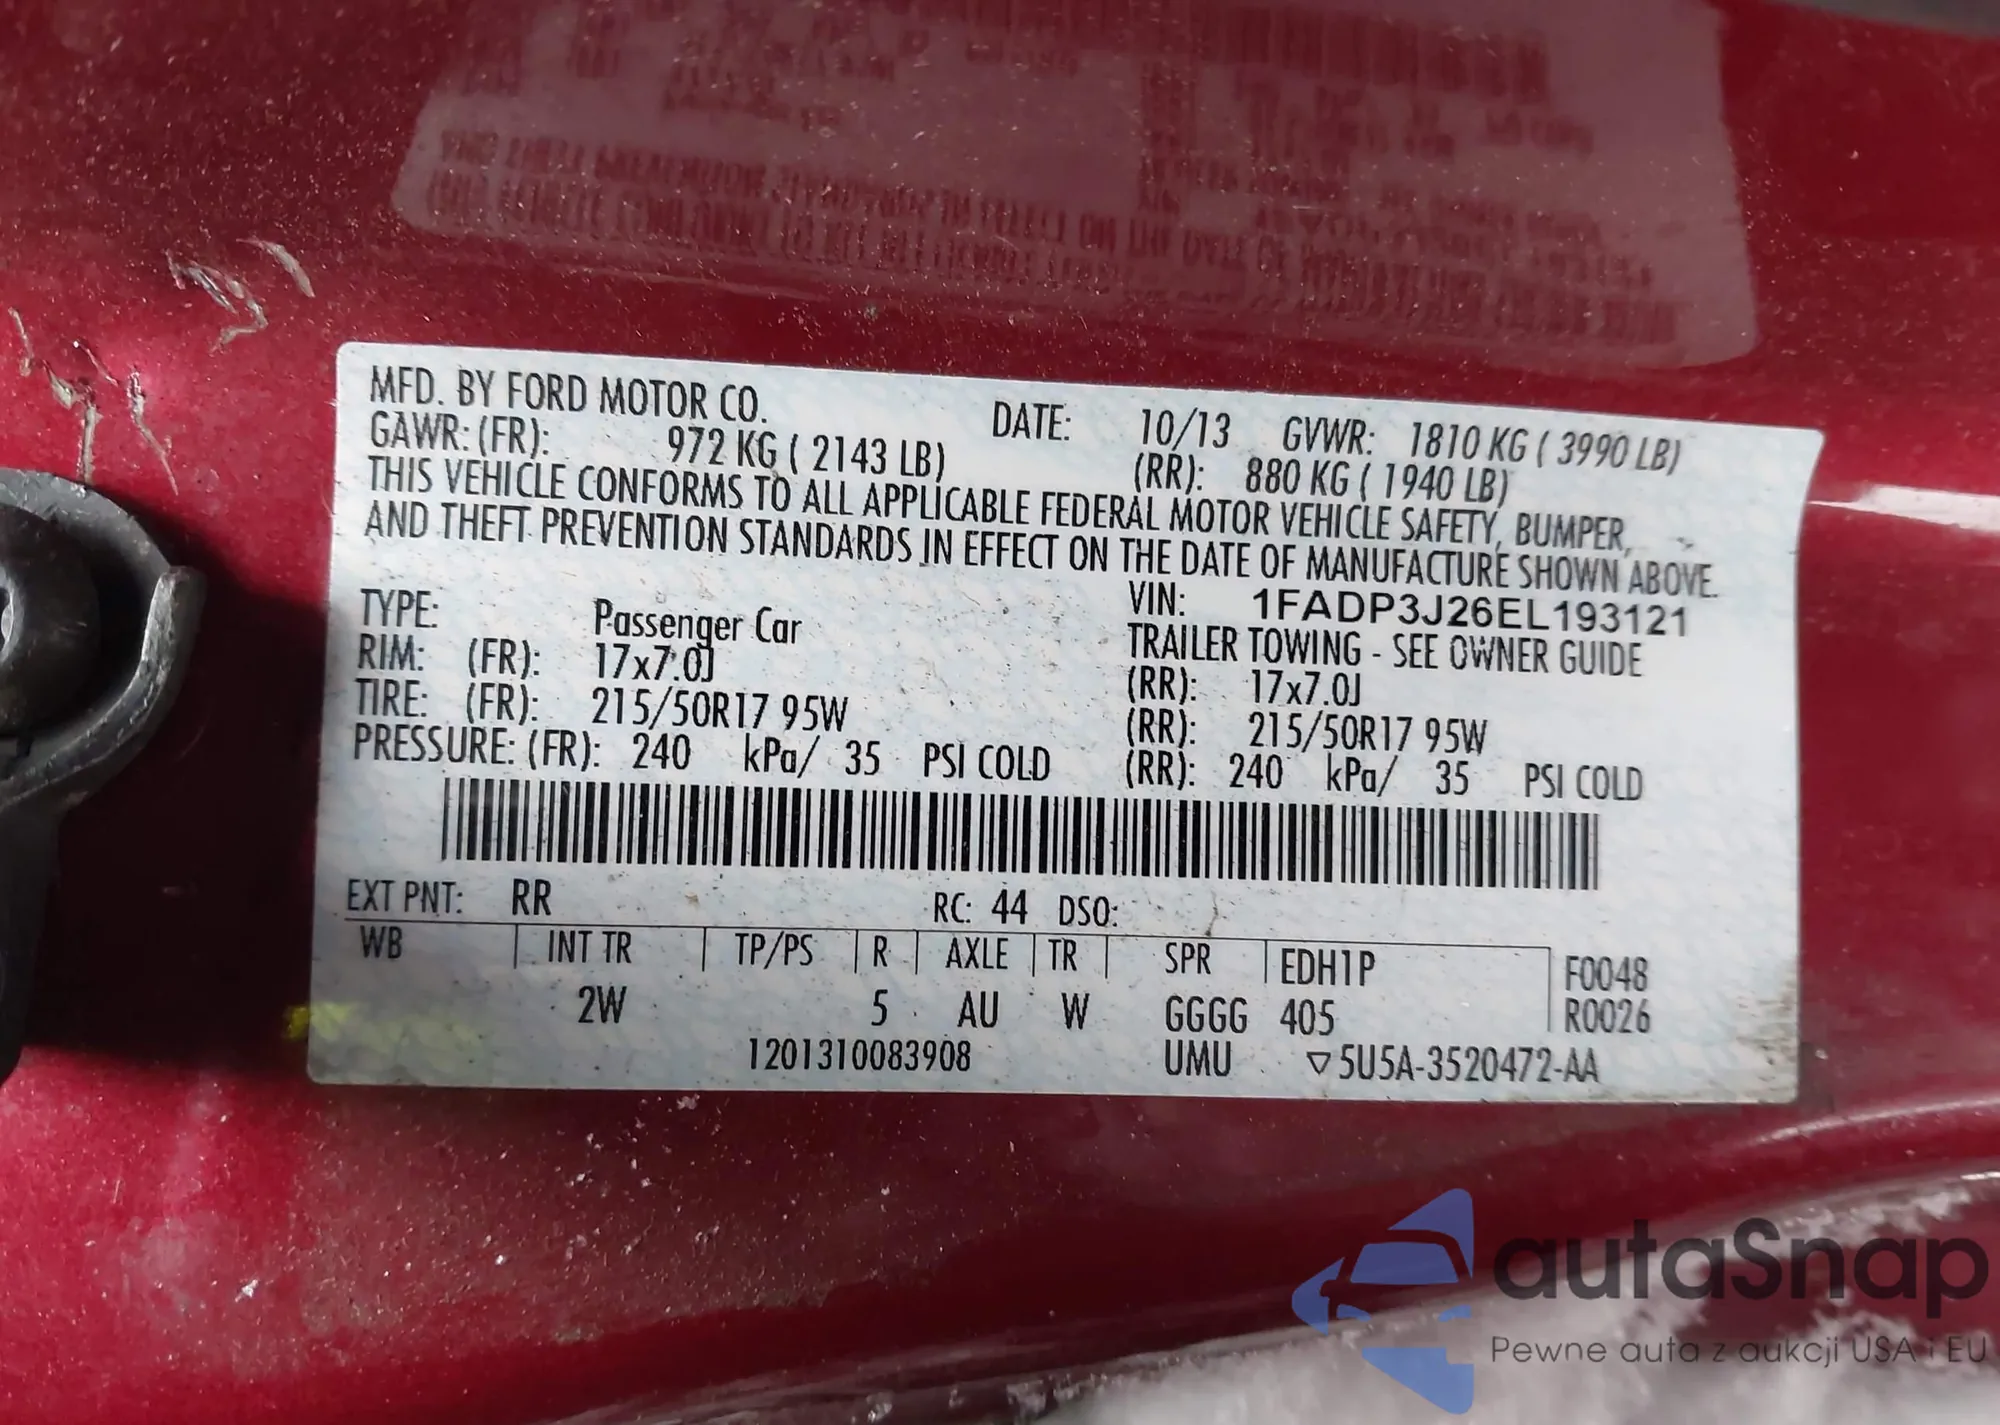 MFD. BY FORD MOTOR CO. DATE: 10/13 GVWR: 1810 KG ( 3990 LB)
GAWR: (FR): 972 KG ( 2143 LB) (RR): 880 KG ( 1940 LB)
THIS VEHICLE CONFORMS TO ALL APPLICABLE FEDERAL MOTOR VEHICLE SAFETY, BUMPER,
AND THEFT PREVENTION STANDARDS IN EFFECT ON THE DATE OF MANUFACTURE SHOWN ABOVE.
VIN: 1FADP3J26EL193121
TYPE: Passenger Car TRAILER TOWING - SEE OWNER GUIDE
RIM: (FR): 17x7.0J (RR): 17x7.0J
TIRE: (FR): 215/50R17 95W (RR): 215/50R17 95W
PRESSURE: (FR): 240 kPa/ 35 PSI COLD (RR): 240 kPa/ 35 PSI COLD
EXT PNT: RR RC: 44 DSO:
WB INT TR TP/PS R AXLE TR SPR EDH1P F0048
2W 5 AU W GGGG 405 R0026
1201310083908 UMU ▽5U5A-3520472-AA
autaSnap
Pewne auta z aukcji USA i EU